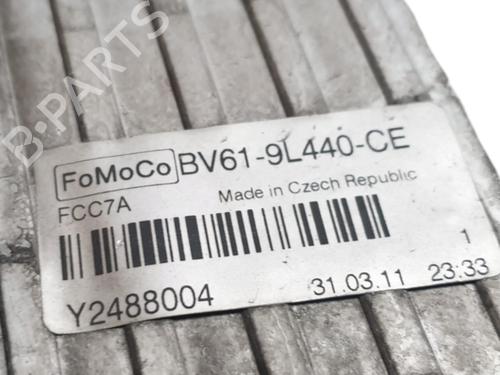 B-PARTS
FoMoCo BV61-9L440-CE
FCC7A Made in Czech Republic
1
Y2488004 31.03.11 23:33